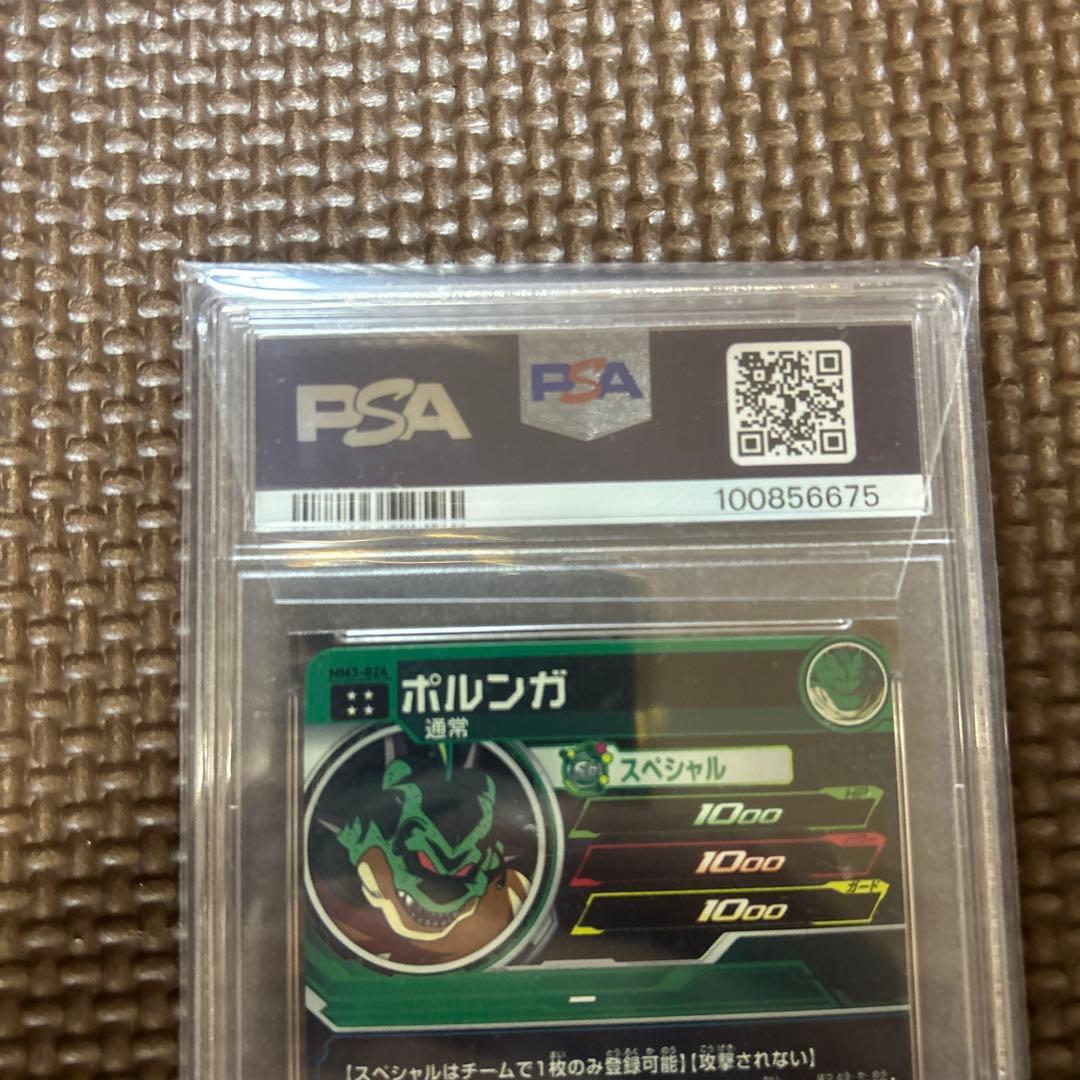 PSA
PSA
100856675
MM3-024
ポルンガ
通常
スペシャル
HP
1000
1000
ガード
1000
【スペシャルはチームで1枚のみ登録可能】【攻撃されない】